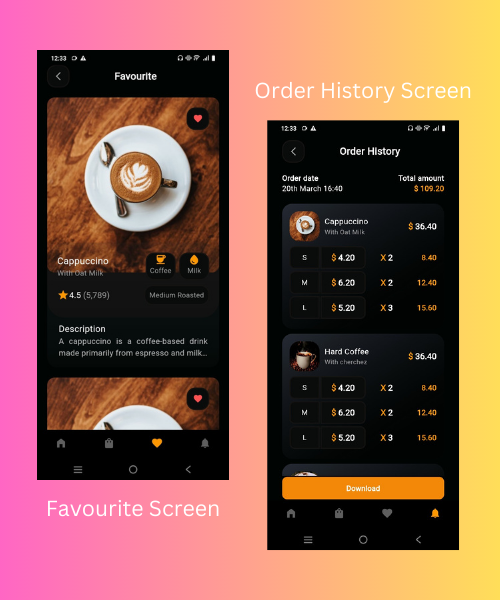 12:33
Favourite
Cappuccino
With Oat Milk
Coffee
Milk
4.5 (5,789)
Medium Roasted
Description
A cappuccino is a coffee-based drink
made primarily from espresso and milk...
Favourite Screen
Order History Screen
12:33
Order History
Order date
Total amount
20th March 16:40
$ 109.20
Cappuccino
With Oat Milk
$ 36.40
S $ 4.20 X 2 8.40
M $ 6.20 X 2 12.40
L $ 5.20 X 3 15.60
Hard Coffee
With cherchez
$ 36.40
S $ 4.20 X 2 8.40
M $ 6.20 X 2 12.40
L $ 5.20 X 3 15.60
Download